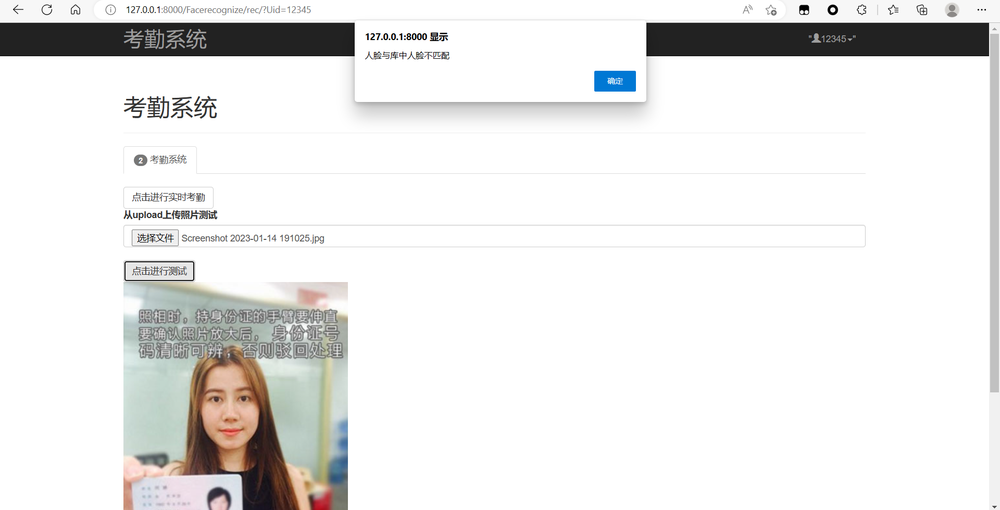 127.0.0.1:8000/Facerecognize/rec/?Uid=12345
考勤系统
"12345"
127.0.0.1:8000 显示
人脸与库中人脸不匹配
确定
考勤系统
2 考勤系统
点击进行实时考勤
从upload上传照片测试
选择文件 Screenshot 2023-01-14 191025.jpg
点击进行测试
照相时，持身份证的手臂要伸直
要确认照片放大后，身份证号
码清晰可辨，否则驳回处理